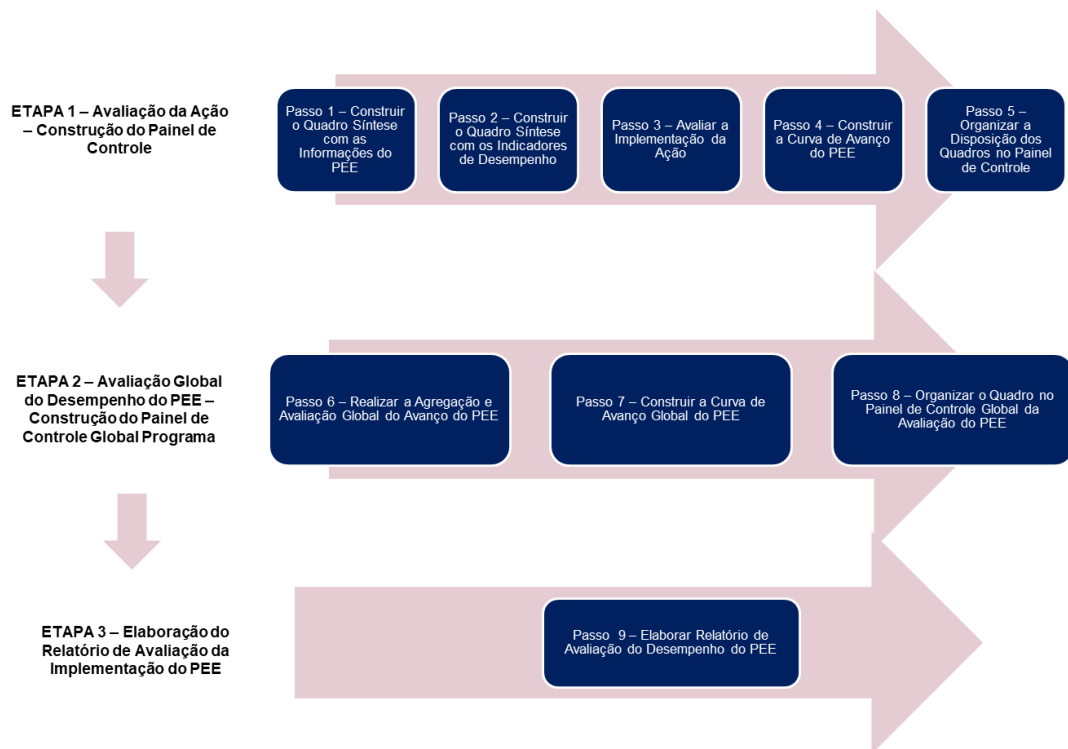 ETAPA 1 – Avaliação da Ação
– Construção do Painel de
Controle
Passo 1 – Construir
o Quadro Síntese
com as
Informações do
PEE
Passo 2 – Construir
o Quadro Síntese
com os Indicadores
de Desempenho
Passo 3 – Avaliar a
Implementação da
Ação
Passo 4 – Construir
a Curva de Avanço
do PEE
Passo 5 –
Organizar a
Disposição dos
Quadros no Painel
de Controle
ETAPA 2 – Avaliação Global
do Desempenho do PEE –
Construção do Painel de
Controle Global Programa
Passo 6 – Realizar a Agregação e
Avaliação Global do Avanço do PEE
Passo 7 – Construir a Curva de
Avanço Global do PEE
Passo 8 – Organizar o Quadro no
Painel de Controle Global da
Avaliação do PEE
ETAPA 3 – Elaboração do
Relatório de Avaliação da
Implementação do PEE
Passo 9 – Elaborar Relatório de
Avaliação do Desempenho do PEE